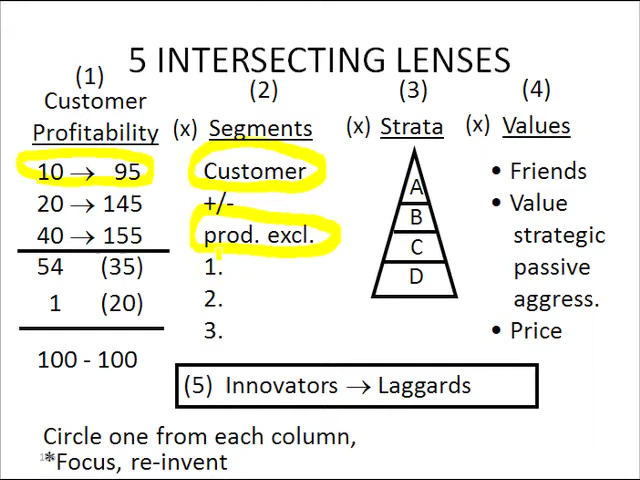 5 INTERSECTING LENSES
(1)
Customer
Profitability
10 → 95
20 → 145
40 → 155
54 (35)
1 (20)
100 - 100
(2)
(x) Segments
Customer
+/-
prod. excl.
1.
2.
3.
(3)
(x) Strata
A
B
C
D
(4)
(x) Values
• Friends
• Value
strategic
passive
aggress.
• Price
(5) Innovators → Laggards
Circle one from each column,
*Focus, re-invent